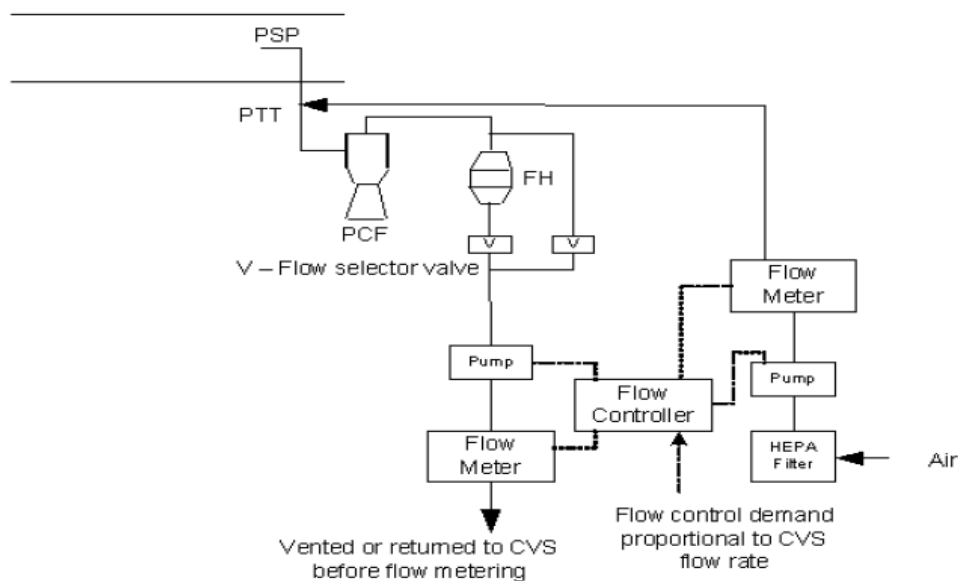 PSP
PTT
FH
PCF
V
V
V – Flow selector valve
Flow
Meter
Pump
Pump
Flow
Controller
Flow
Meter
HEPA
Filter
Air
Vented or returned to CVS
before flow metering
Flow control demand
proportional to CVS
flow rate